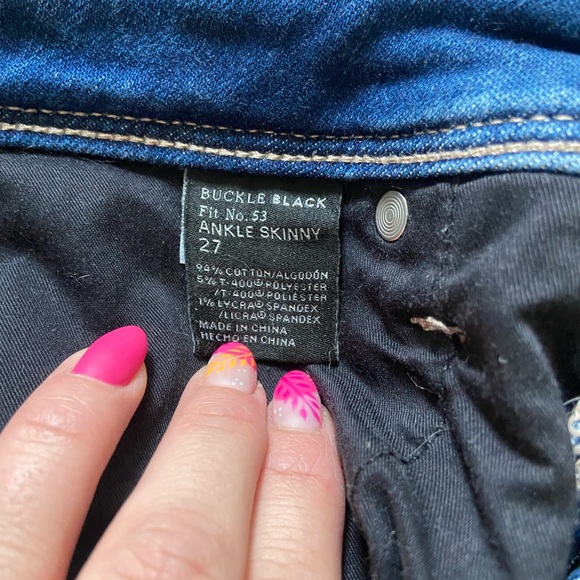 BUCKLE BLACK
Fit No. 53
ANKLE SKINNY
27
94% COTTON/ALGODÓN
5% T-400® POLYESTER
/T-400® POLIESTER
1% LYCRA® SPANDEX
/LICRA® SPANDEX
MADE IN CHINA
HECHO EN CHINA